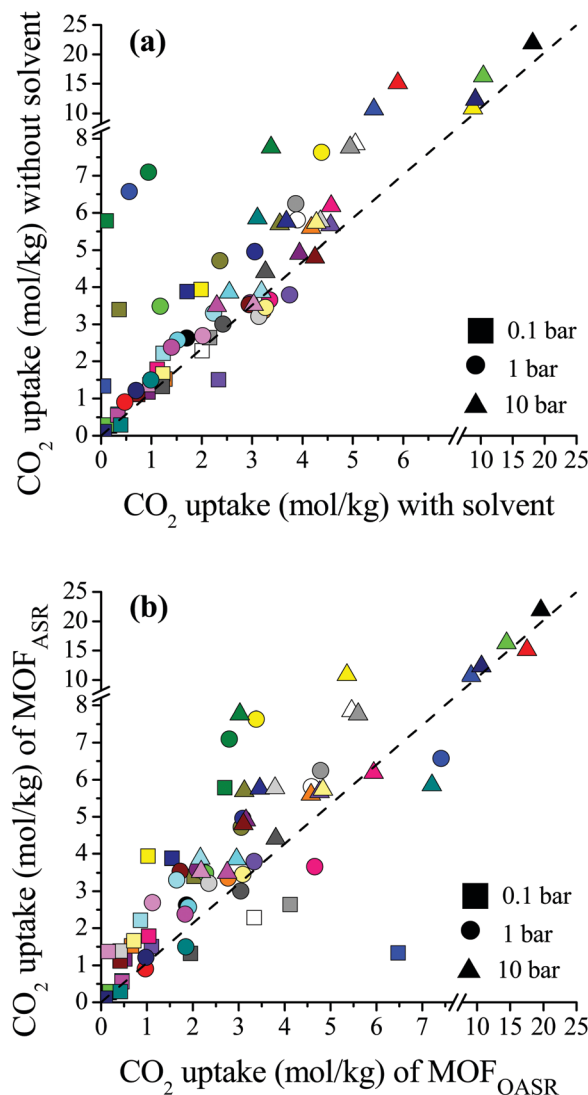 (a)
CO2 uptake (mol/kg) without solvent
25
20
15
10
8
7
6
5
4
3
2
1
0
0.1 bar
1 bar
10 bar
0 1 2 3 4 5 6 10 15 20 25
CO2 uptake (mol/kg) with solvent
(b)
CO2 uptake (mol/kg) of MOFASR
25
20
15
10
8
7
6
5
4
3
2
1
0
0.1 bar
1 bar
10 bar
0 1 2 3 4 5 6 7 10 15 20 25
CO2 uptake (mol/kg) of MOFOASR